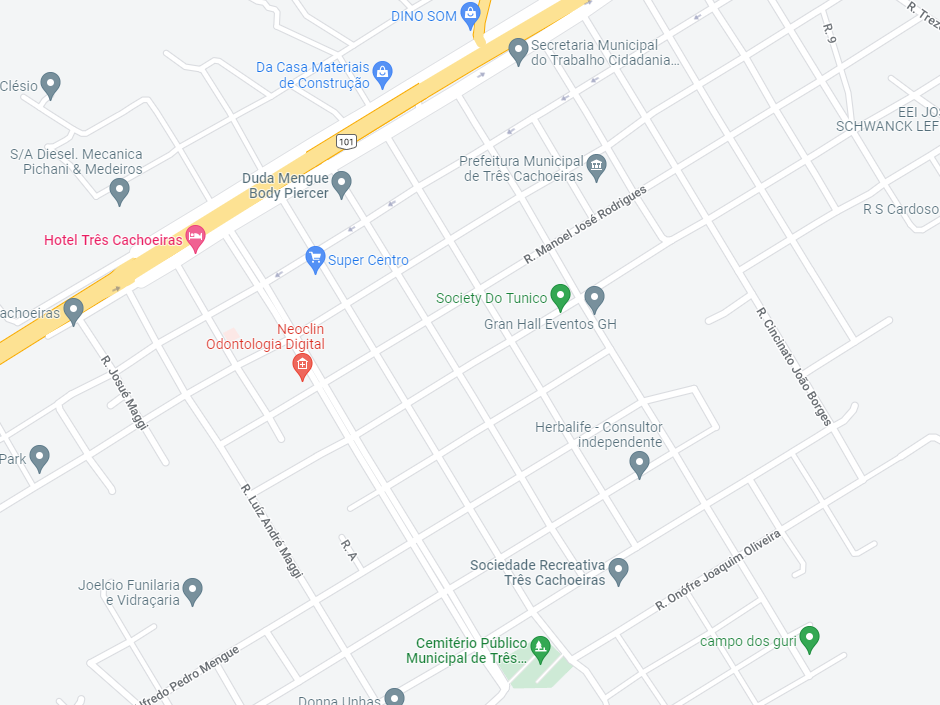 DINO SOM
R. Trez
R. 9
Secretaria Municipal
do Trabalho Cidadania...
Da Casa Materiais
de Construção
Clésio
EEI JO
SCHWANCK LEF
101
S/A Diesel. Mecanica
Pichani & Medeiros
Prefeitura Municipal
de Três Cachoeiras
Duda Mengue
Body Piercer
R. Manoel José Rodrigues
R S Cardoso
Hotel Três Cachoeiras
Super Centro
Society Do Tunico
Gran Hall Eventos GH
achoeiras
Neoclin
Odontologia Digital
R. Cincinato João Borges
R. Josué Maggi
Herbalife - Consultor
independente
Park
R. Luíz André Maggi
R. A
R. Onófre Joaquim Oliveira
Sociedade Recreativa
Três Cachoeiras
Joelcio Funilaria
e Vidraçaria
campo dos guri
Cemitério Público
Municipal de Três...
lfredo Pedro Mengue
Donna Unhas